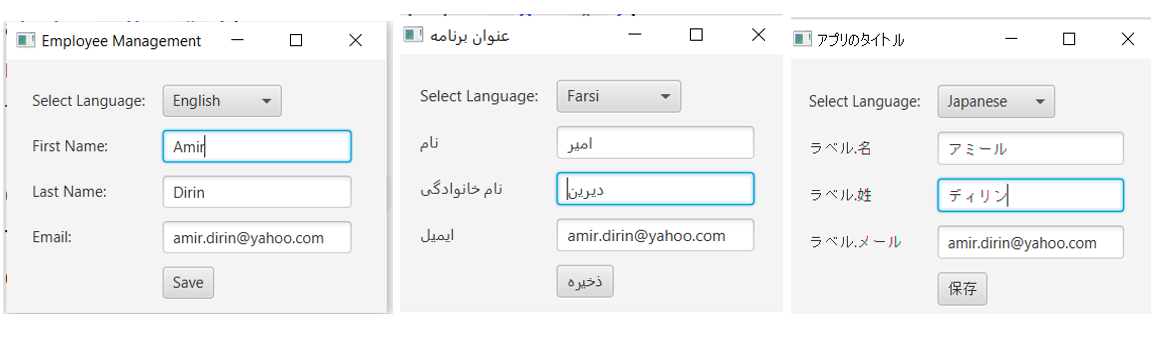 Employee Management
Select Language: English
First Name: Amir
Last Name: Dirin
Email: amir.dirin@yahoo.com
Save
عنوان برنامه
Select Language: Farsi
نام امیر
نام خانوادگی دیرین
ایمیل amir.dirin@yahoo.com
ذخیره
アプリのタイトル
Select Language: Japanese
ラベル.名 アミール
ラベル.姓 ディリン
ラベル.メール amir.dirin@yahoo.com
保存